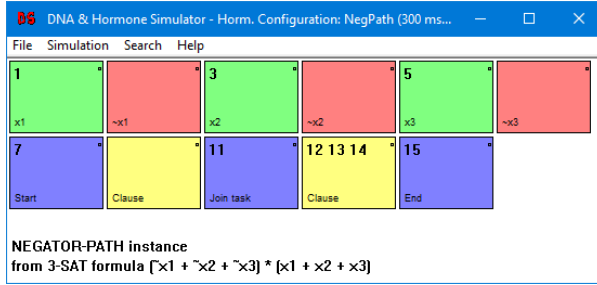 DS DNA & Hormone Simulator - Horm. Configuration: NegPath (300 ms...
File Simulation Search Help
1 3 5
x1 ~x1 x2 ~x2 x3 ~x3
7 11 12 13 14 15
Start Clause Join task Clause End
NEGATOR-PATH instance
from 3-SAT formula (~x1 + ~x2 + ~x3) * (x1 + x2 + x3)